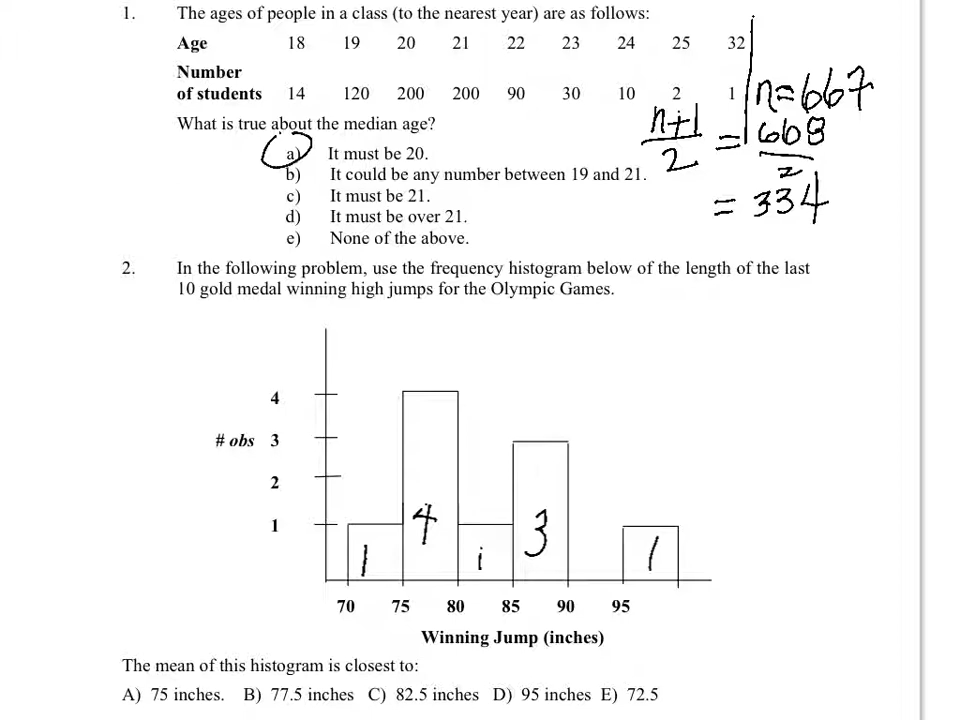 1. The ages of people in a class (to the nearest year) are as follows:
Age 18 19 20 21 22 23 24 25 32
Number
of students 14 120 200 200 90 30 10 2 1
n=667
What is true about the median age?
n+1/2 = 668/2
= 334
a) It must be 20.
b) It could be any number between 19 and 21.
c) It must be 21.
d) It must be over 21.
e) None of the above.
2. In the following problem, use the frequency histogram below of the length of the last
10 gold medal winning high jumps for the Olympic Games.
4
# obs 3
2
1
1 4 1 3 1
70 75 80 85 90 95
Winning Jump (inches)
The mean of this histogram is closest to:
A) 75 inches. B) 77.5 inches C) 82.5 inches D) 95 inches E) 72.5